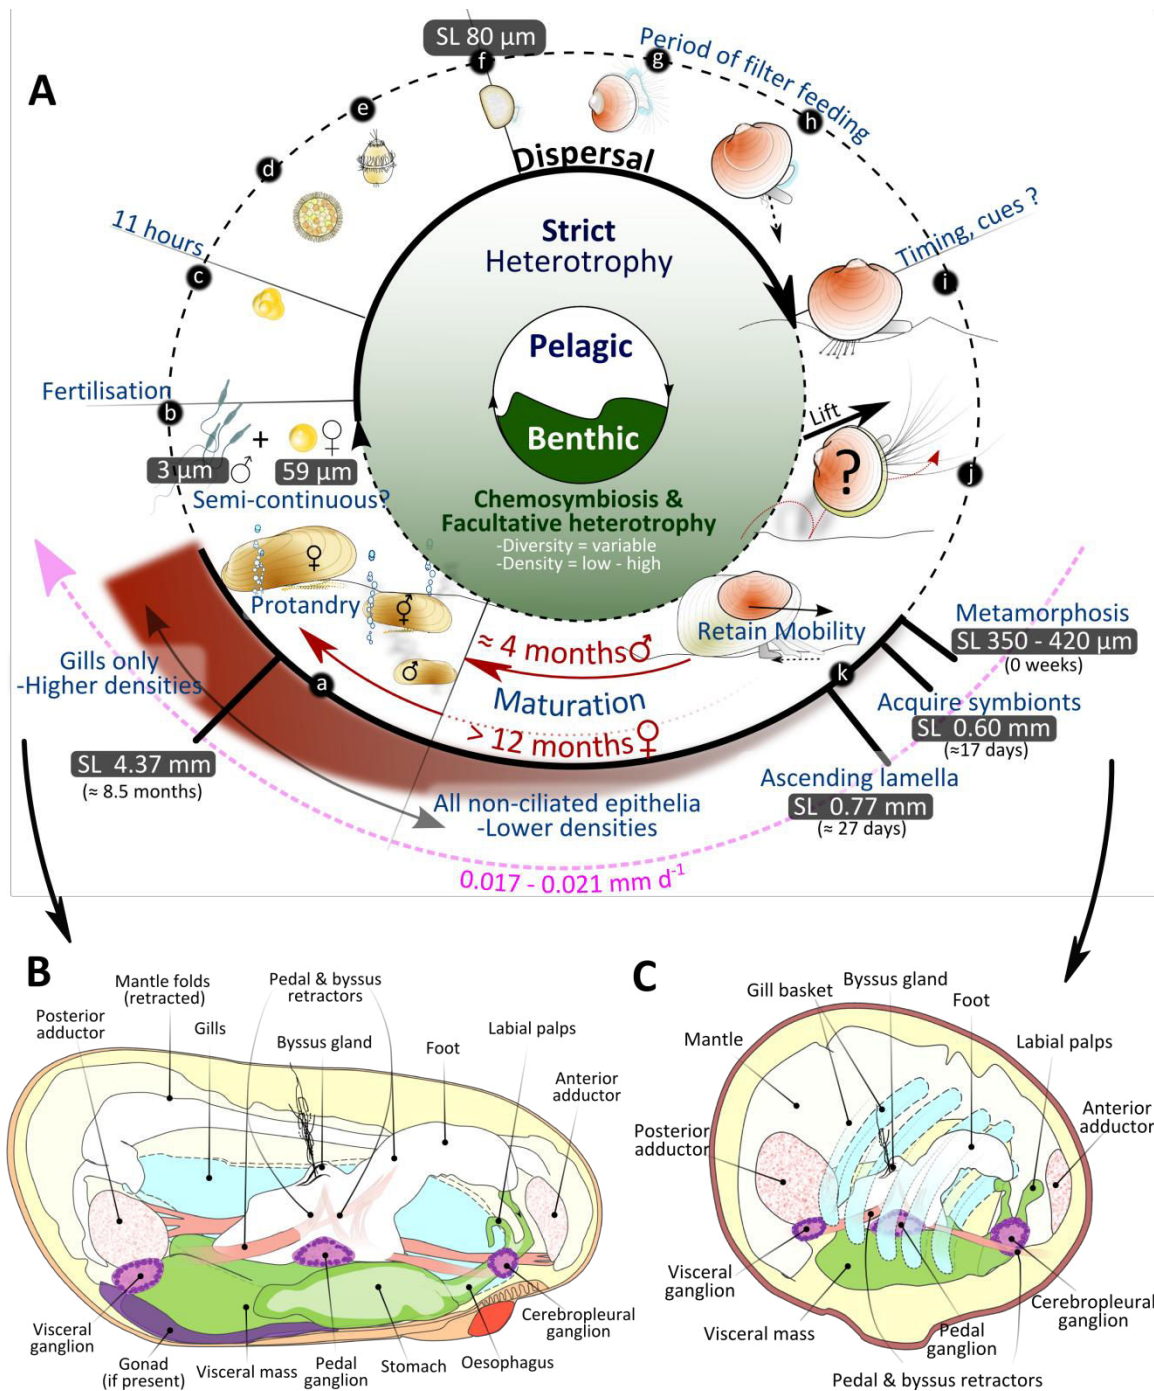 A
SL 80 µm
f
g
Period of filter feeding
h
e
d
Dispersal
11 hours
c
Strict
Heterotrophy
Timing, cues ?
i
Pelagic
Benthic
Fertilisation
b
3 µm
♂
+
♀
59 µm
Semi-continuous?
Lift
?
j
Chemosymbiosis &
Facultative heterotrophy
-Diversity = variable
-Density = low - high
♀
Protandry
⚥
♂
≈ 4 months♂
Retain Mobility
Metamorphosis
SL 350 - 420 µm
(0 weeks)
Gills only
-Higher densities
a
Maturation
k
Acquire symbionts
SL 0.60 mm
(≈17 days)
> 12 months♀
SL 4.37 mm
(≈ 8.5 months)
All non-ciliated epithelia
-Lower densities
Ascending lamella
SL 0.77 mm
(≈ 27 days)
0.017 - 0.021 mm d-1
B
Mantle folds
(retracted)
Pedal & byssus
retractors
Posterior
adductor
Gills
Byssus gland
Foot
Labial palps
Anterior
adductor
Visceral
ganglion
Gonad
(if present)
Visceral mass
Pedal
ganglion
Stomach
Oesophagus
Cerebropleural
ganglion
C
Gill basket
Byssus gland
Foot
Mantle
Labial palps
Posterior
adductor
Anterior
adductor
Visceral
ganglion
Visceral mass
Pedal
ganglion
Cerebropleural
ganglion
Pedal & byssus retractors